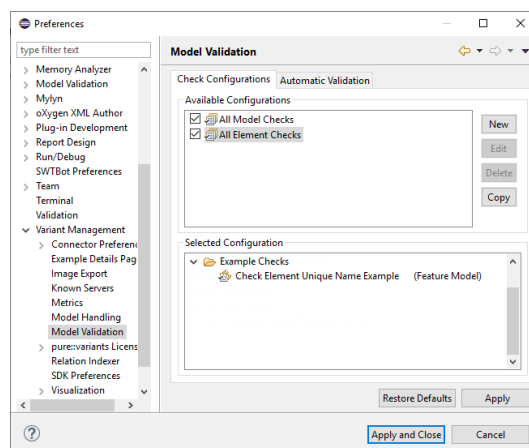 Preferences
type filter text
Model Validation
Memory Analyzer
Model Validation
Mylyn
oXygen XML Author
Plug-in Development
Report Design
Run/Debug
SWTBot Preferences
Team
Terminal
Validation
Variant Management
Connector Preferenc
Example Details Pag
Image Export
Known Servers
Metrics
Model Handling
Model Validation
pure::variants Licens
Relation Indexer
SDK Preferences
Visualization
Check Configurations
Automatic Validation
Available Configurations
All Model Checks
All Element Checks
New
Edit
Delete
Copy
Selected Configuration
Example Checks
Check Element Unique Name Example (Feature Model)
Restore Defaults
Apply
?
Apply and Close
Cancel